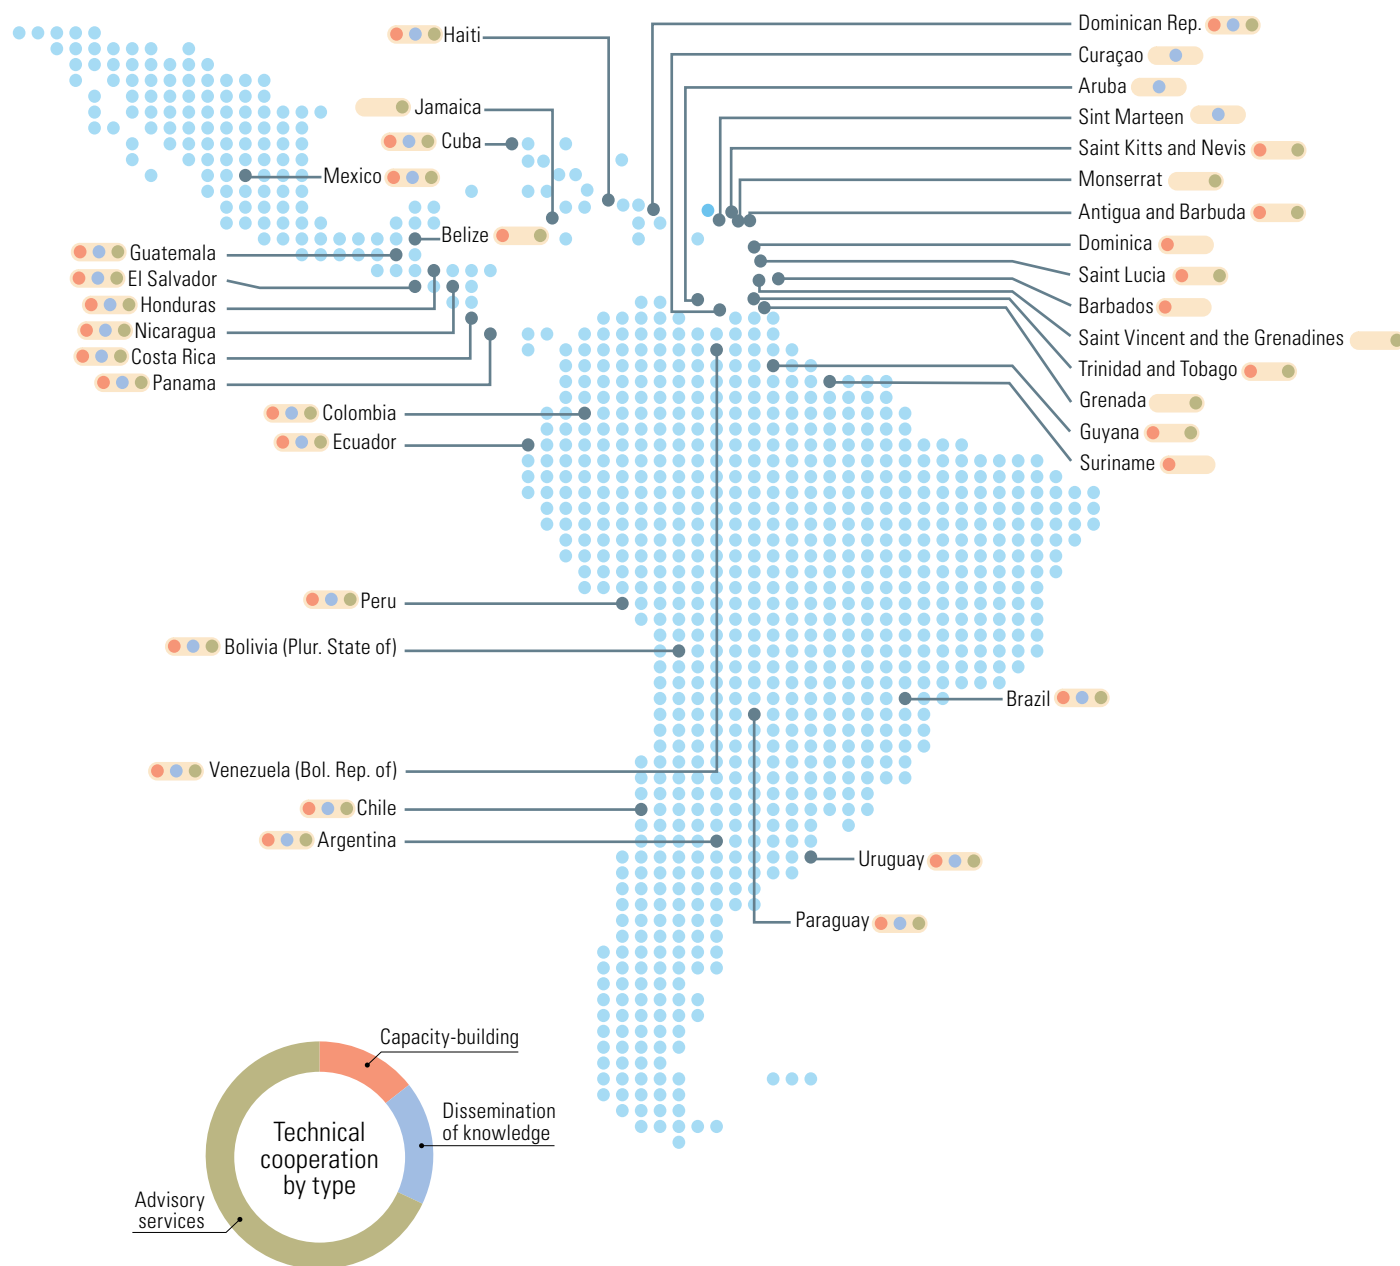 Haiti
Jamaica
Cuba
Mexico
Belize
Guatemala
El Salvador
Honduras
Nicaragua
Costa Rica
Panama
Colombia
Ecuador
Peru
Bolivia (Plur. State of)
Venezuela (Bol. Rep. of)
Chile
Argentina
Dominican Rep.
Curaçao
Aruba
Sint Marteen
Saint Kitts and Nevis
Monserrat
Antigua and Barbuda
Dominica
Saint Lucia
Barbados
Saint Vincent and the Grenadines
Trinidad and Tobago
Grenada
Guyana
Suriname
Brazil
Uruguay
Paraguay
Capacity-building
Dissemination
of knowledge
Technical
cooperation
by type
Advisory
services